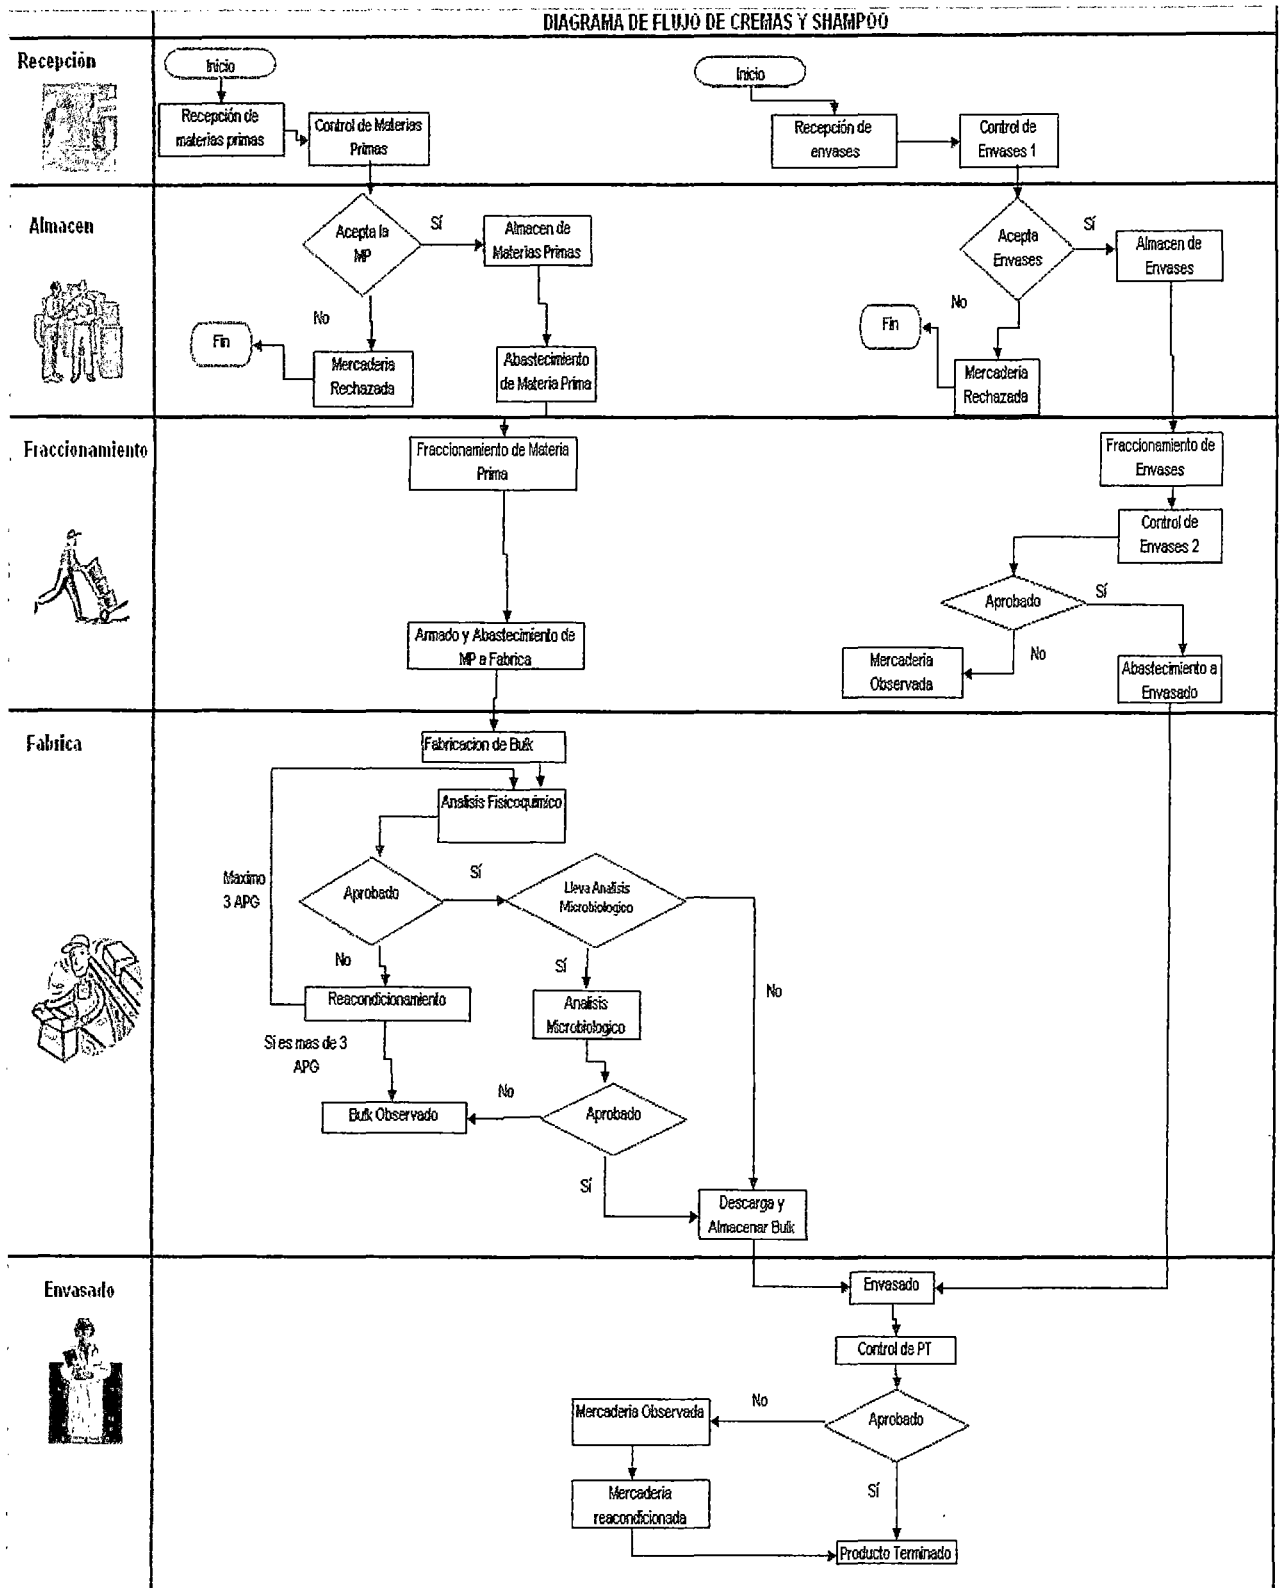 DIAGRAMA DE FLUJO DE CREMAS Y SHAMPOO
Recepción
Inicio
Inicio
Recepción de
materias primas
Control de Materias
Primas
Recepción de
envases
Control de
Envases 1
Almacen
Acepta la
MP
Sí
Almacen de
Materias Primas
Acepta
Envases
Sí
Almacen de
Envases
No
Fin
Mercaderia
Rechazada
Abastecimiento
de Materia Prima
No
Fin
Mercaderia
Rechazada
Fraccionamiento
Fraccionamiento de Materia
Prima
Fraccionamiento de
Envases
Control de
Envases 2
Aprobado
Sí
Armado y Abastecimiento de
MP a Fabrica
No
Mercaderia
Observada
Abastecimiento a
Envasado
Fabrica
Fabricacion de Bulk
Analisis Fisicoquimico
Maximo
3 APG
Aprobado
Sí
Lleva Analisis
Microbiologico
No
Sí
No
Reacondicionamiento
Analisis
Microbiologico
Si es mas de 3
APG
Bulk Observado
No
Aprobado
Sí
Descarga y
Almacenar Bulk
Envasado
Envasado
Control de PT
Mercaderia Observada
No
Aprobado
Mercaderia
reacondicionada
Sí
Producto Terminado